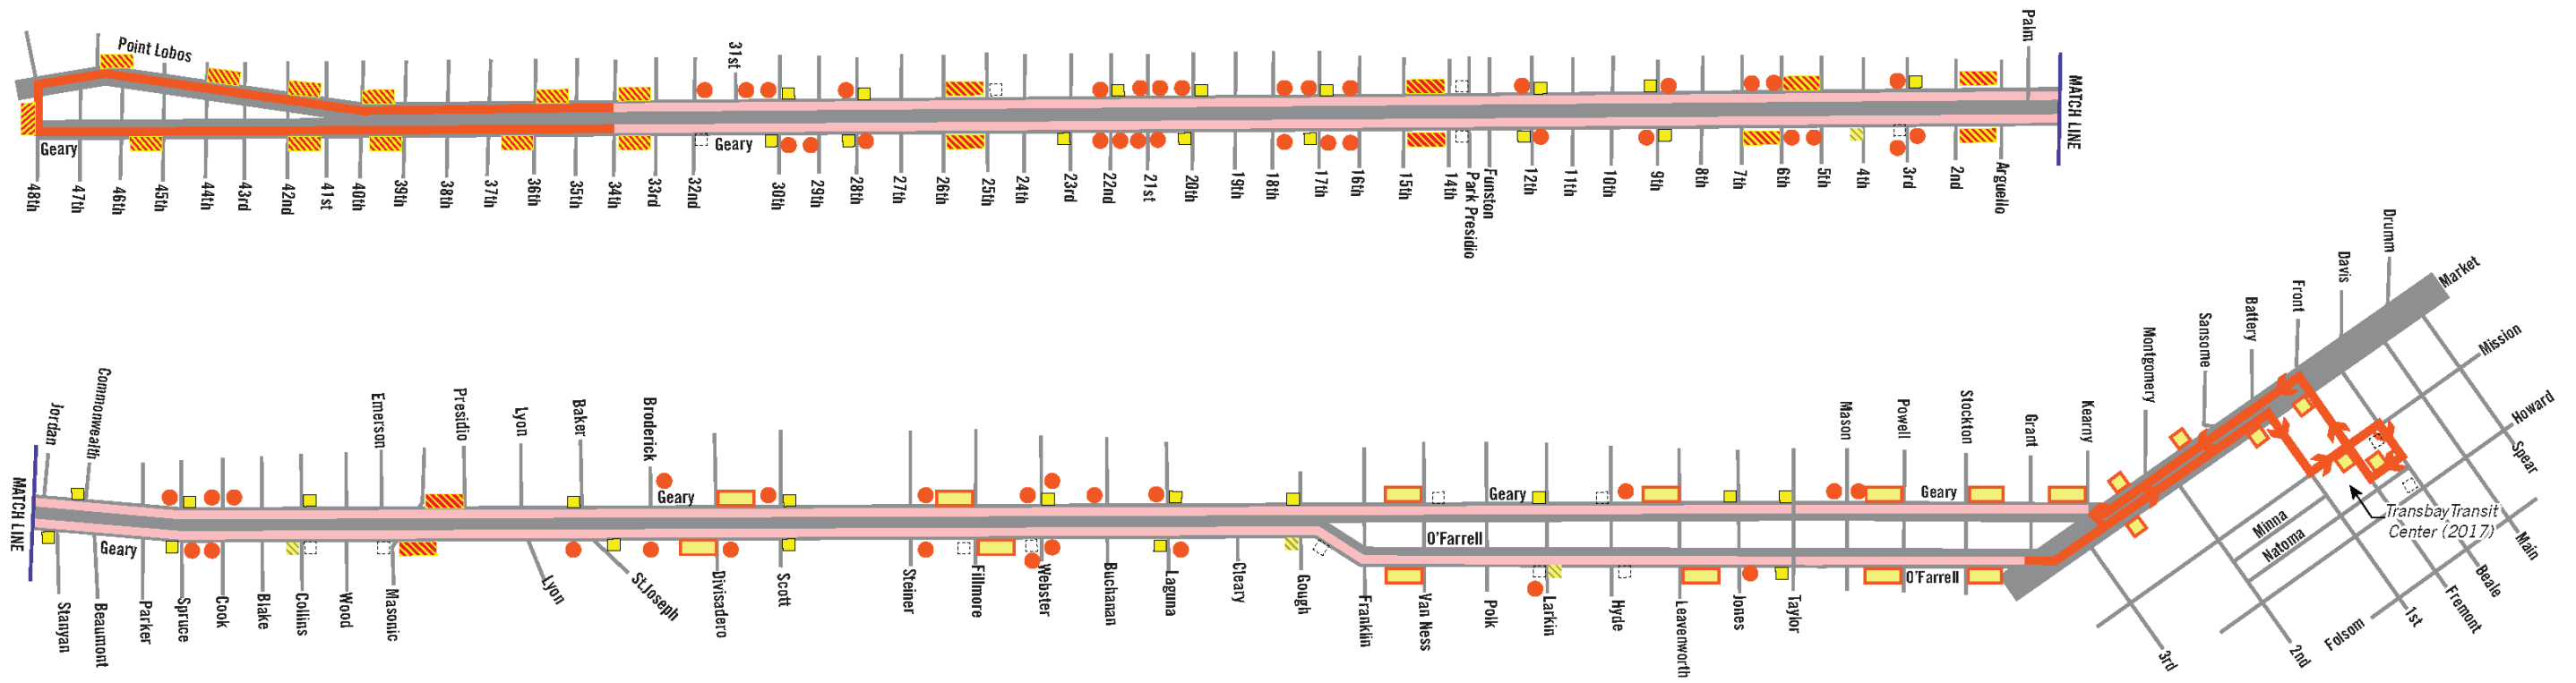 Point Lobos
31st
Palm
MATCH LINE
Geary
Geary
48th
47th
46th
45th
44th
43rd
42nd
41st
40th
39th
38th
37th
36th
35th
34th
33rd
32nd
30th
29th
28th
27th
26th
25th
24th
23rd
22nd
21st
20th
19th
18th
17th
16th
15th
14th
Park Presidio
Funston
12th
11th
10th
9th
8th
7th
6th
5th
4th
3rd
2nd
Arguello
MATCH LINE
Jordan
Commonwealth
Emerson
Presidio
Lyon
Baker
Broderick
Geary
Geary
Mason
Powell
Stockton
Geary
Grant
Kearny
Montgomery
Sansome
Battery
Front
Davis
Drumm
Market
Mission
Howard
Spear
Geary
O'Farrell
O'Farrell
Stanyan
Beaumont
Parker
Spruce
Cook
Blake
Collins
Wood
Masonic
Lyon
St.Joseph
Divisadero
Scott
Steiner
Fillmore
Webster
Buchanan
Laguna
Cleary
Gough
Franklin
Van Ness
Polk
Larkin
Hyde
Leavenworth
Jones
Taylor
Minna
Natoma
Transbay Transit
Center (2017)
Main
Beale
Fremont
1st
Folsom
2nd
3rd